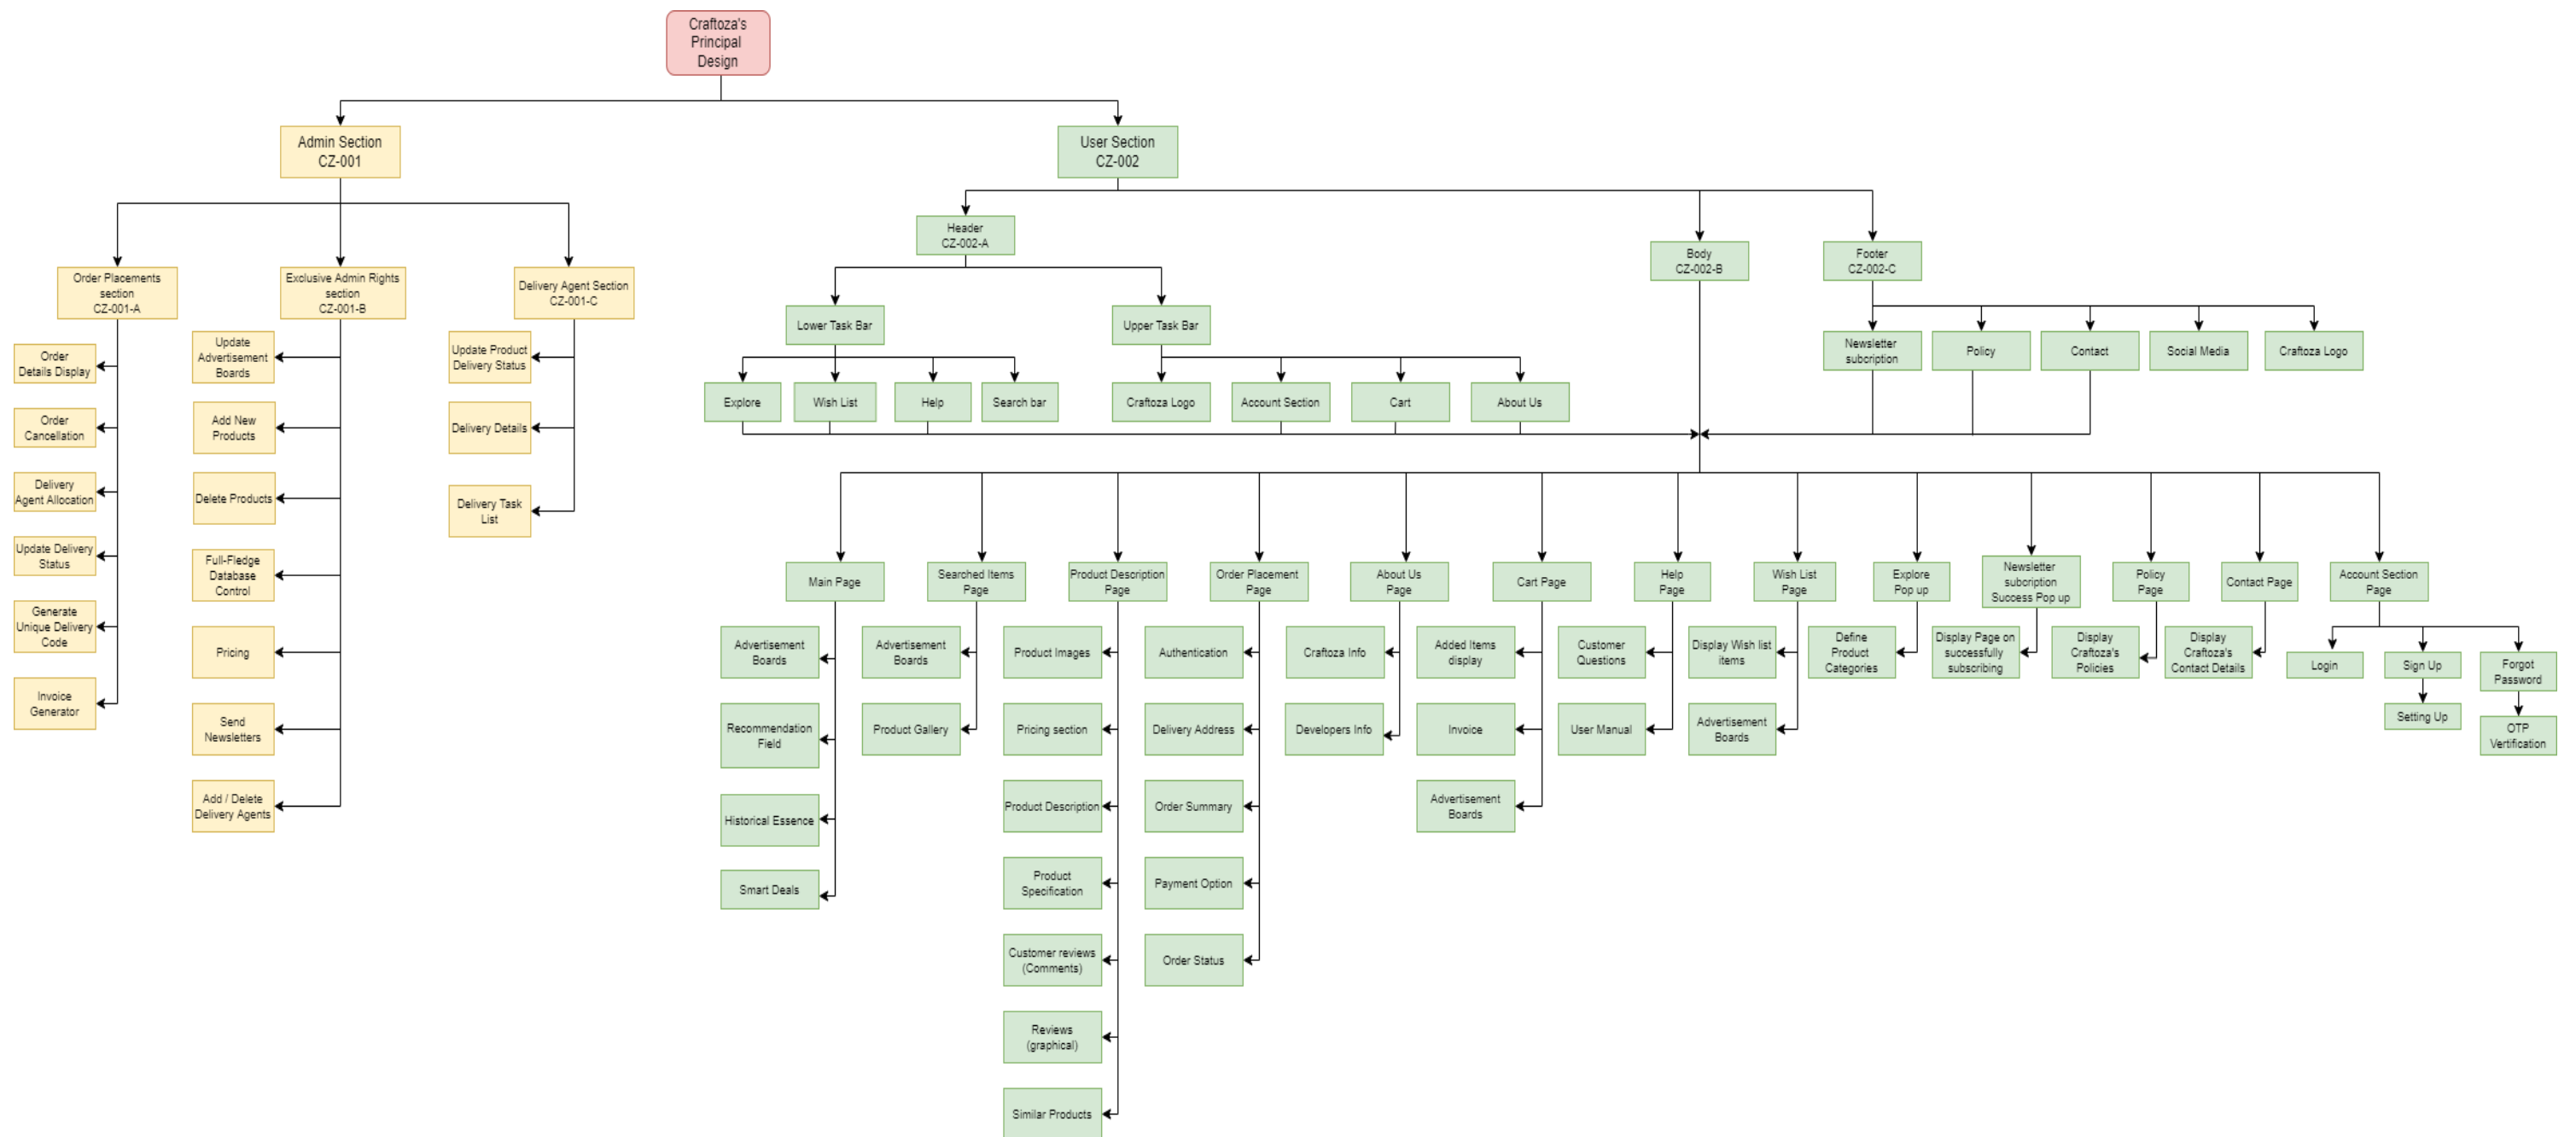 Craftoza's
Principal
Design
Admin Section
CZ-001
User Section
CZ-002
Header
CZ-002-A
Body
CZ-002-B
Footer
CZ-002-C
Order Placements
section
CZ-001-A
Exclusive Admin Rights
section
CZ-001-B
Delivery Agent Section
CZ-001-C
Order
Details Display
Order
Cancellation
Delivery
Agent Allocation
Update Delivery
Status
Generate
Unique Delivery
Code
Invoice
Generator
Update
Advertisement
Boards
Add New
Products
Delete Products
Full-Fledge
Database
Control
Pricing
Send
Newsletters
Add / Delete
Delivery Agents
Update Product
Delivery Status
Delivery Details
Delivery Task
List
Lower Task Bar
Upper Task Bar
Explore
Wish List
Help
Search bar
Craftoza Logo
Account Section
Cart
About Us
Newsletter
subcription
Policy
Contact
Social Media
Craftoza Logo
Main Page
Searched Items
Page
Product Description
Page
Order Placement
Page
About Us
Page
Cart Page
Help
Page
Wish List
Page
Explore
Pop up
Newsletter
subcription
Success Pop up
Policy
Page
Contact Page
Account Section
Page
Advertisement
Boards
Recommendation
Field
Historical Essence
Smart Deals
Advertisement
Boards
Product Gallery
Product Images
Pricing section
Product Description
Product
Specification
Customer reviews
(Comments)
Reviews
(graphical)
Similar Products
Authentication
Delivery Address
Order Summary
Payment Option
Order Status
Craftoza Info
Developers Info
Added Items
display
Invoice
Advertisement
Boards
Customer
Questions
User Manual
Display Wish list
items
Advertisement
Boards
Define
Product
Categories
Display Page on
successfully
subscribing
Display
Craftoza's
Policies
Display
Craftoza's
Contact Details
Login
Sign Up
Setting Up
Forgot
Password
OTP
Vertification